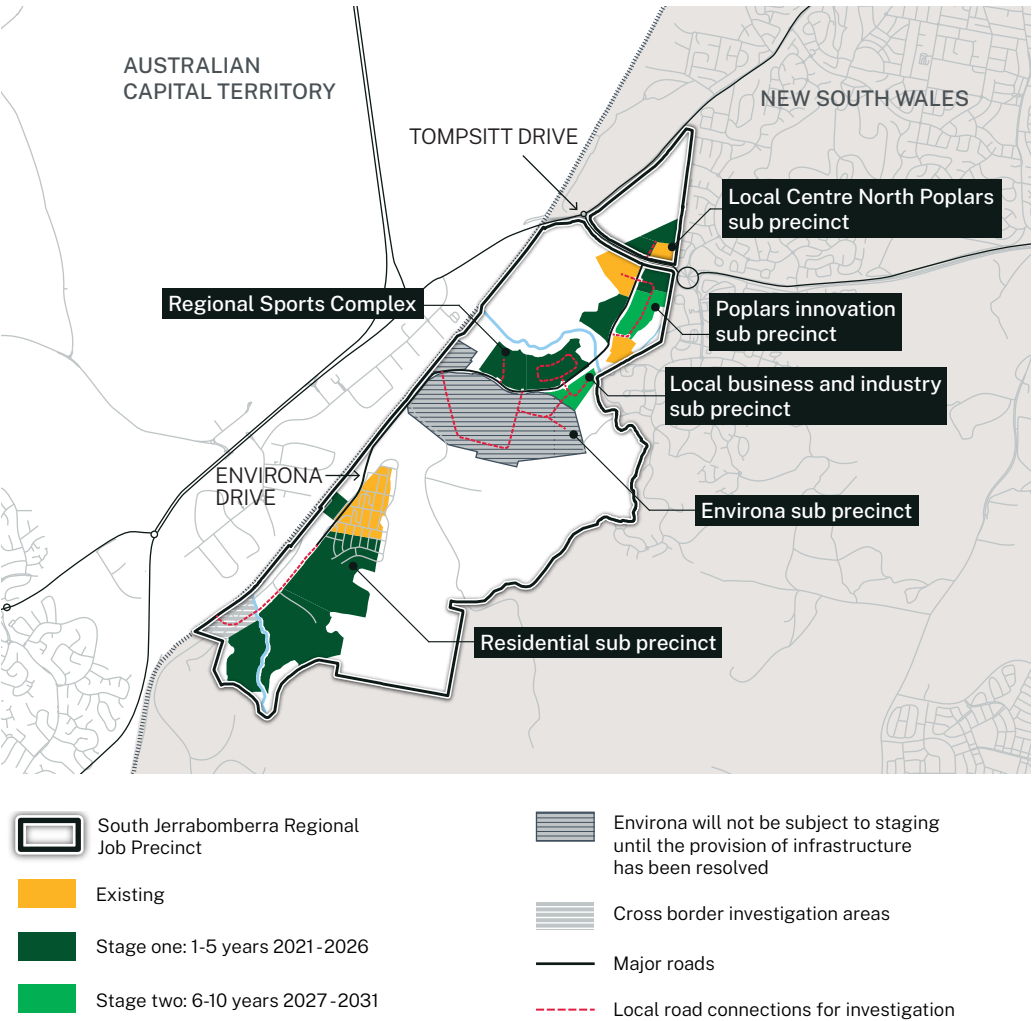 AUSTRALIAN
CAPITAL TERRITORY
NEW SOUTH WALES
TOMPSITT DRIVE
Local Centre North Poplars
sub precinct
Regional Sports Complex
Poplars innovation
sub precinct
Local business and industry
sub precinct
ENVIRONA
DRIVE
Environa sub precinct
Residential sub precinct
South Jerrabomberra Regional
Job Precinct
Existing
Stage one: 1-5 years 2021-2026
Stage two: 6-10 years 2027-2031
Environa will not be subject to staging
until the provision of infrastructure
has been resolved
Cross border investigation areas
Major roads
Local road connections for investigation